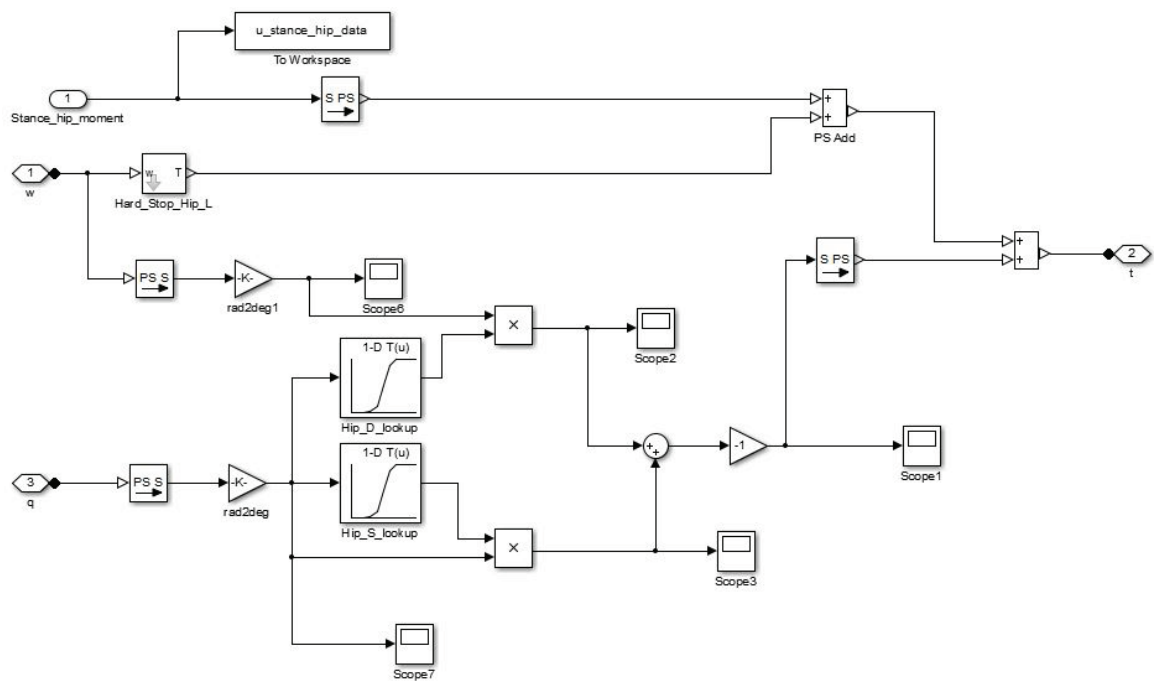 u_stance_hip_data
To Workspace
1
Stance_hip_moment
S PS
+
+
PS Add
1
w
w T
Hard_Stop_Hip_L
PS S
-K-
rad2deg1
Scope6
×
Scope2
S PS
+
+
2
t
1-D T(u)
Hip_D_lookup
1-D T(u)
Hip_S_lookup
+
+
-1
Scope1
3
q
PS S
-K-
rad2deg
×
Scope3
Scope7